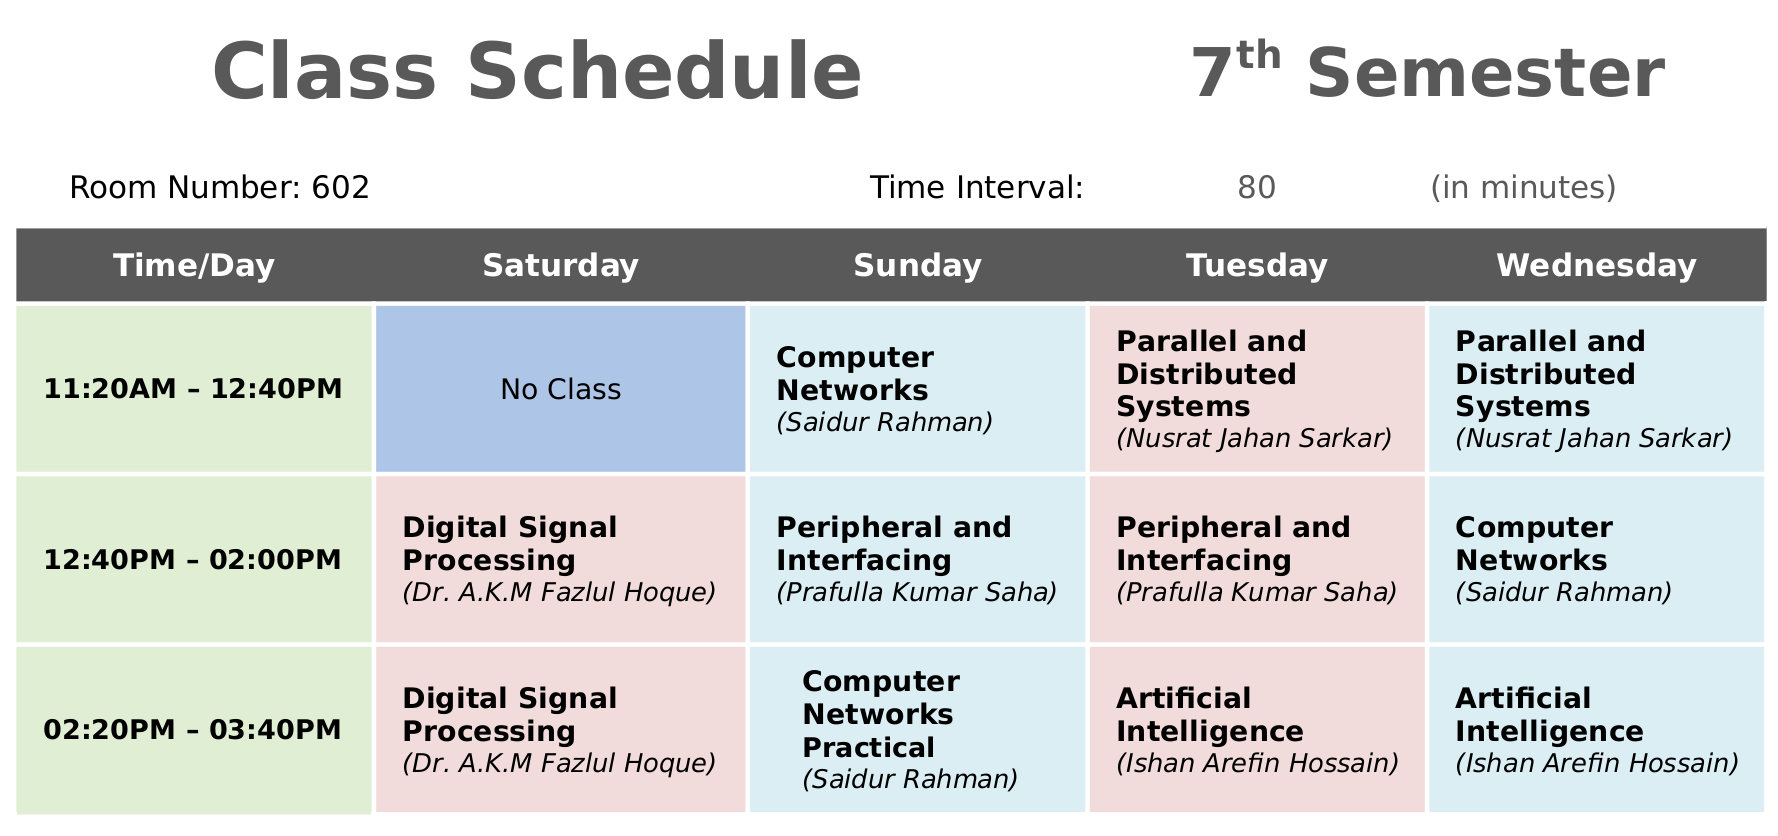 Class Schedule
7th Semester
Room Number: 602
Time Interval:
80
(in minutes)
Time/Day
Saturday
Sunday
Tuesday
Wednesday
11:20AM – 12:40PM
No Class
Computer
Networks
(Saidur Rahman)
Parallel and
Distributed
Systems
(Nusrat Jahan Sarkar)
Parallel and
Distributed
Systems
(Nusrat Jahan Sarkar)
12:40PM – 02:00PM
Digital Signal
Processing
(Dr. A.K.M Fazlul Hoque)
Peripheral and
Interfacing
(Prafulla Kumar Saha)
Peripheral and
Interfacing
(Prafulla Kumar Saha)
Computer
Networks
(Saidur Rahman)
02:20PM – 03:40PM
Digital Signal
Processing
(Dr. A.K.M Fazlul Hoque)
Computer
Networks
Practical
(Saidur Rahman)
Artificial
Intelligence
(Ishan Arefin Hossain)
Artificial
Intelligence
(Ishan Arefin Hossain)